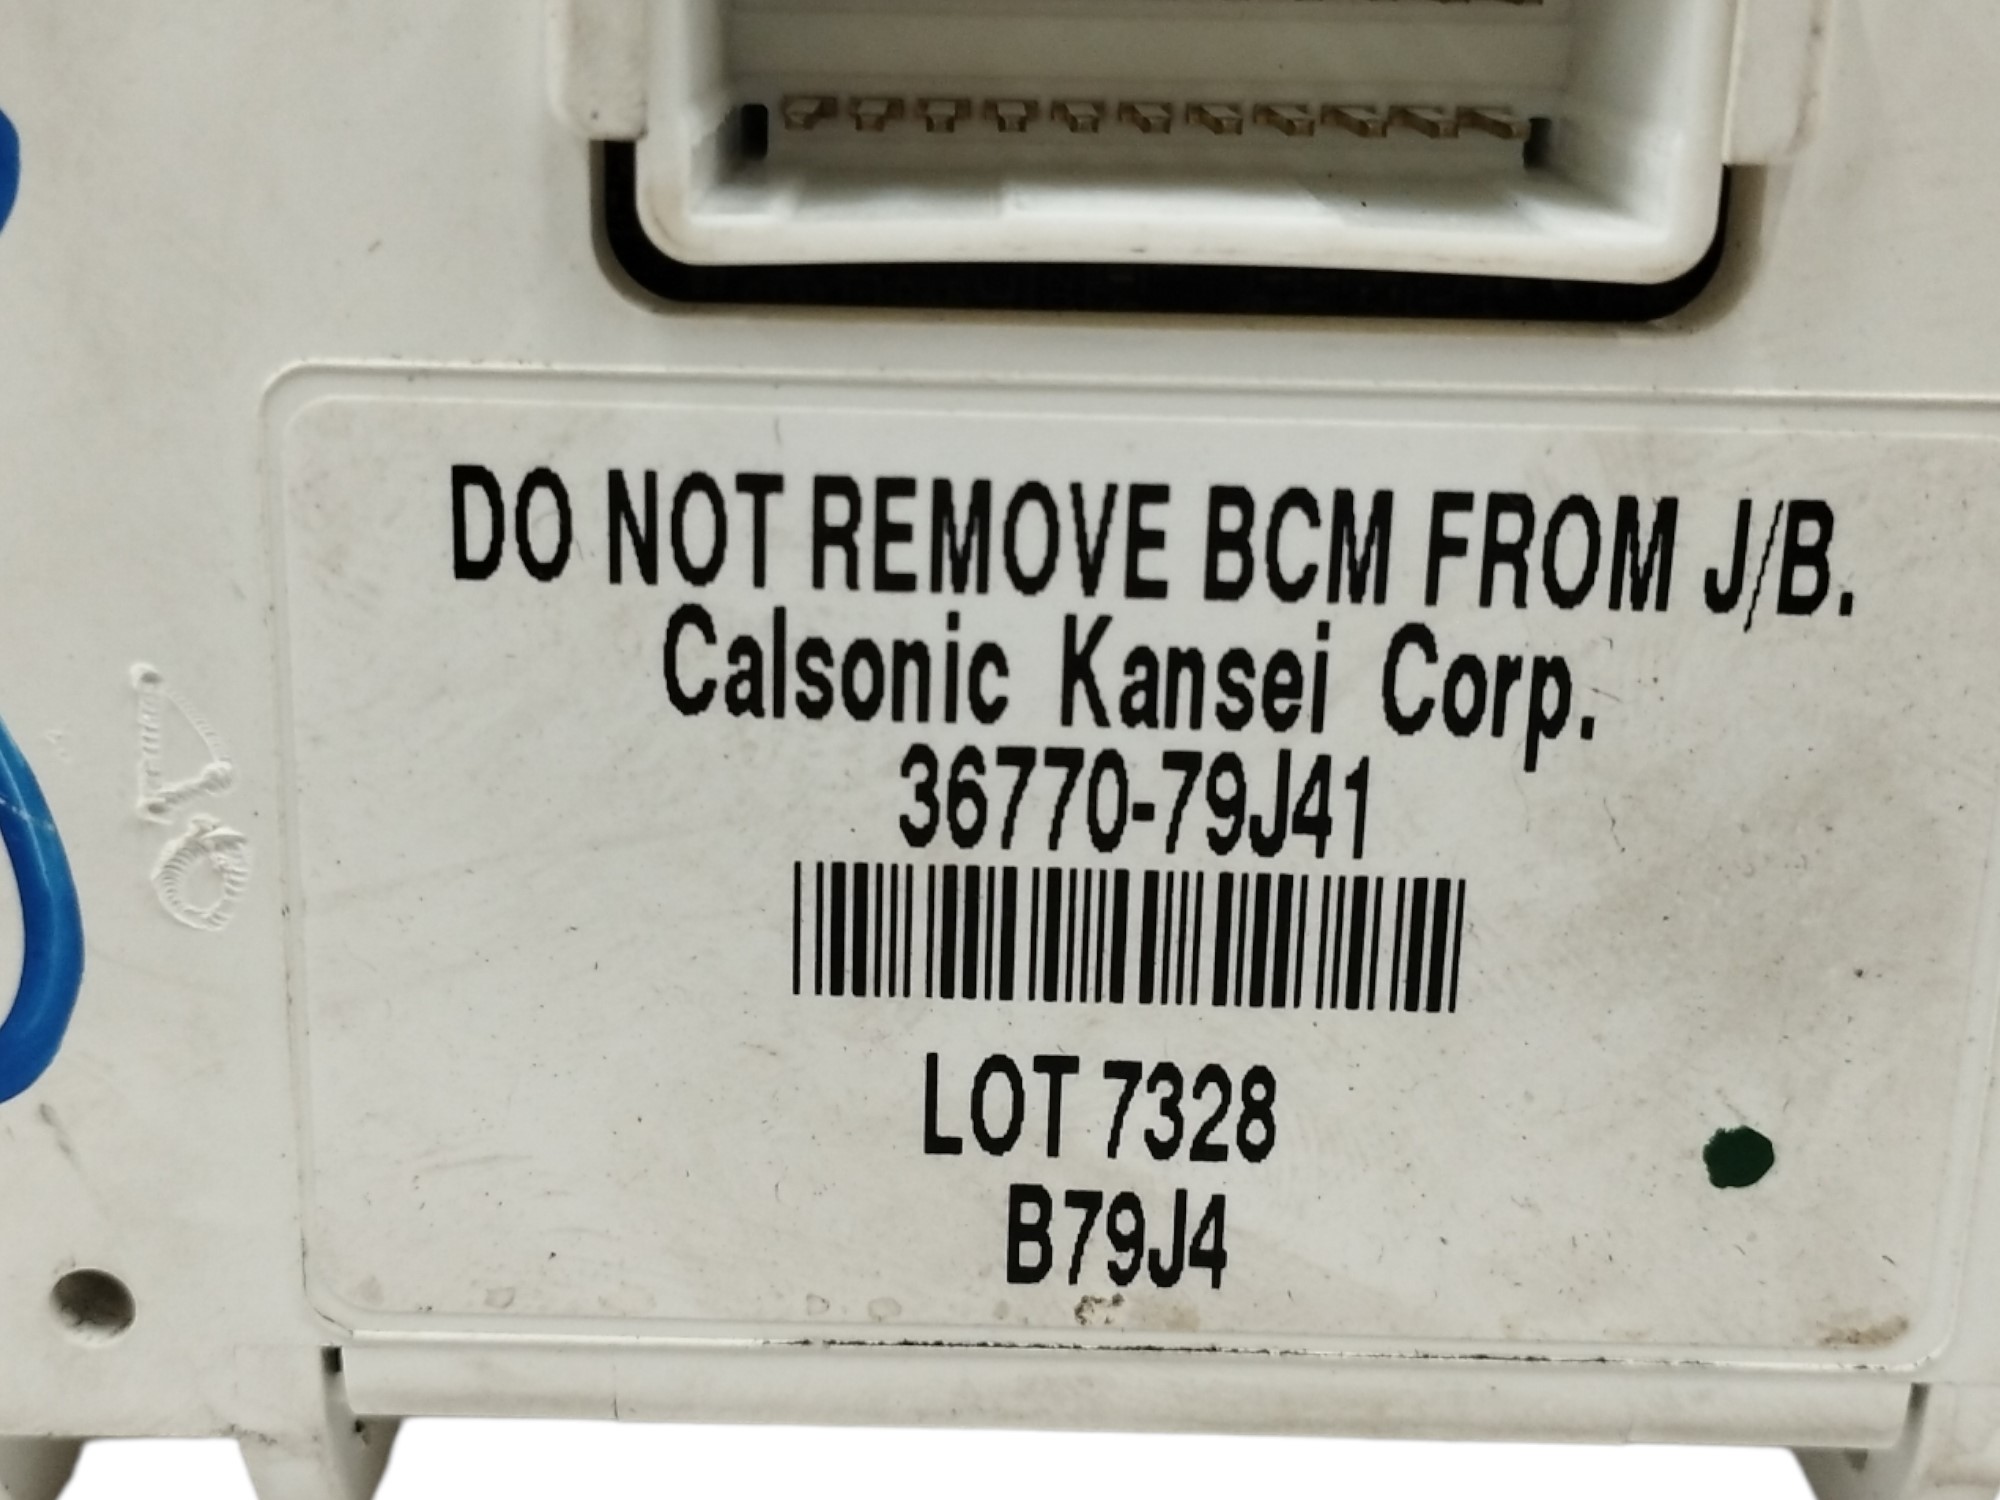 DO NOT REMOVE BCM FROM J/B.
Calsonic Kansei Corp.
36770-79J41
LOT 7328
B79J4